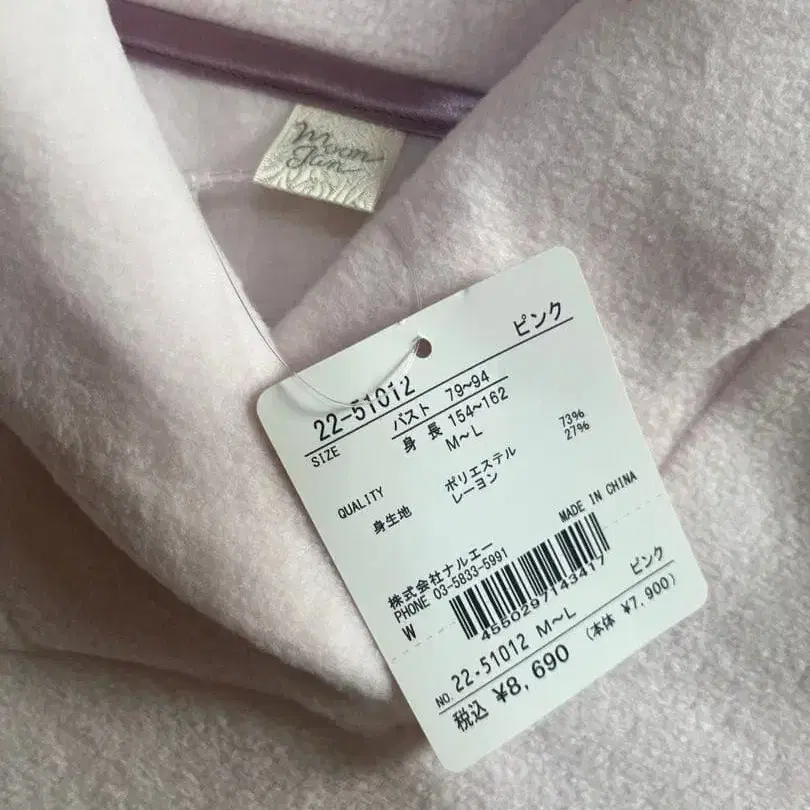 Moon
Jun
22-51012 ピンク
SIZE バスト 79~94
身 長 154~162
M~L
QUALITY
身生地 ポリエステル 73%
レーヨン 27%
MADE IN CHINA
株式会社ナルエー
PHONE 03-5833-5991
W
4550297143417
ピンク
NO. 22-51012 M~L
(本体 ¥7,900)
税込 ¥8,690